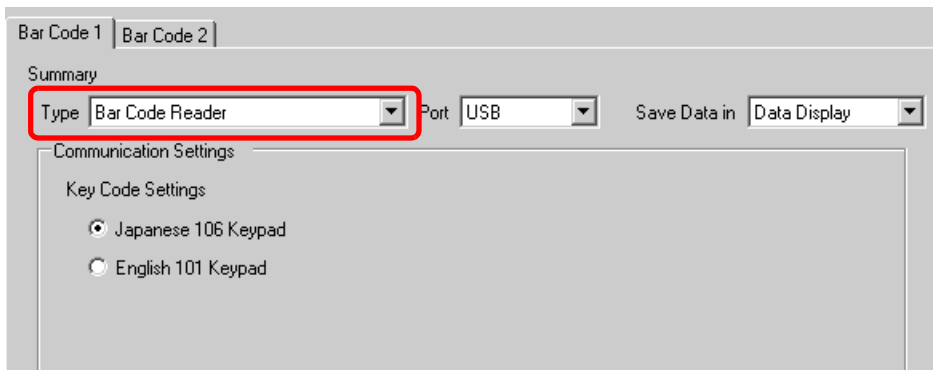 Bar Code 1 Bar Code 2
Summary
Type Bar Code Reader Port USB Save Data in Data Display
Communication Settings
Key Code Settings
Japanese 106 Keypad
English 101 Keypad